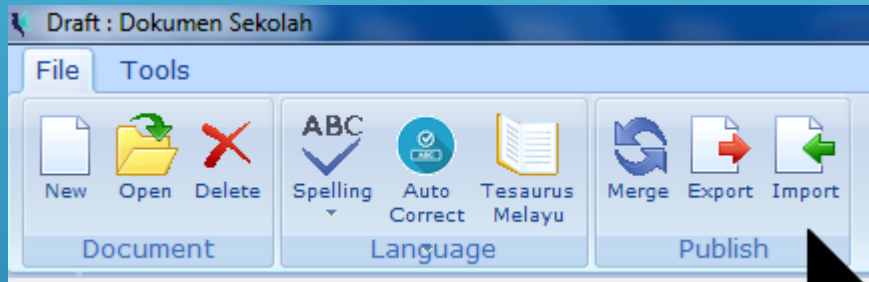 Draft : Dokumen Sekolah
File Tools
New Open Delete
ABC
Spelling
Auto Correct
Tesaurus Melayu
Merge Export Import
Document Language Publish